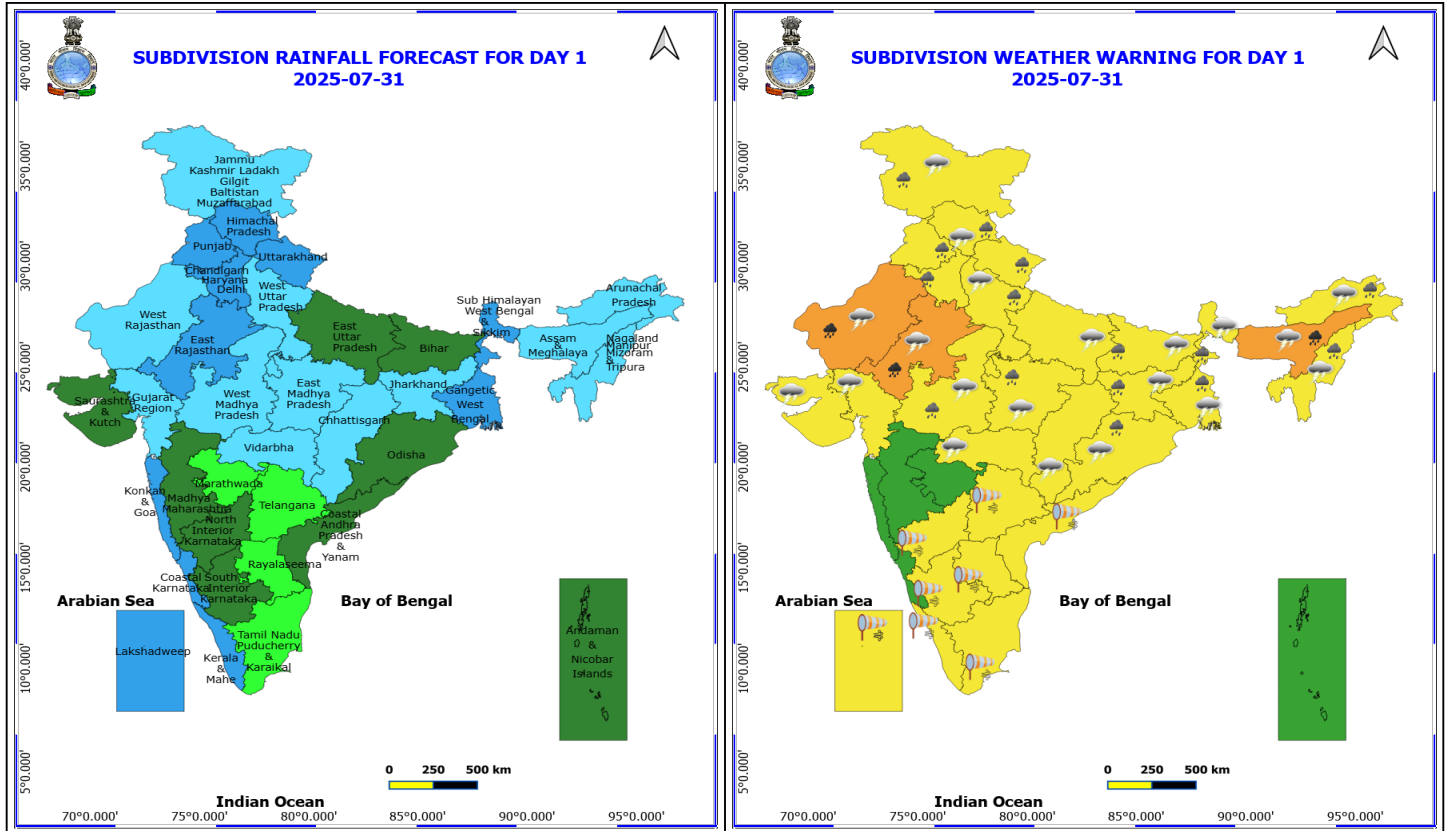 SUBDIVISION RAINFALL FORECAST FOR DAY 1
2025-07-31
40°0.000'
35°0.000'
30°0.000'
25°0.000'
20°0.000'
15°0.000'
10°0.000'
5°0.000'
Jammu
Kashmir Ladakh
Gilgit
Baltistan
Muzaffarabad
Himachal
Pradesh
Punjab
Uttarakhand
Chandigarh
Haryana
Delhi
West
Uttar
Pradesh
West
Rajasthan
East
Rajasthan
East
Uttar
Pradesh
Bihar
Sub Himalayan
West Bengal
&
Sikkim
Arunachal
Pradesh
Assam
&
Meghalaya
Nagaland
Manipur
Mizoram
&
Tripura
Saurashtra
&
Kutch
Gujarat
Region
West
Madhya
Pradesh
East
Madhya
Pradesh
Jharkhand
Gangetic
West
Bengal
Chhattisgarh
Vidarbha
Odisha
Konkan
&
Goa
Madhya
Maharashtra
Marathwada
Telangana
North
Interior
Karnataka
Coastal
Andhra
Pradesh
&
Yanam
Rayalaseema
Coastal
Karnataka
South
Interior
Karnataka
Arabian Sea
Bay of Bengal
Lakshadweep
Kerala
&
Mahe
Tamil Nadu
Puducherry
&
Karaikal
Andaman
&
Nicobar
Islands
0 250 500 km
Indian Ocean
70°0.000' 75°0.000' 80°0.000' 85°0.000' 90°0.000' 95°0.000'
SUBDIVISION WEATHER WARNING FOR DAY 1
2025-07-31
40°0.000'
35°0.000'
30°0.000'
25°0.000'
20°0.000'
15°0.000'
10°0.000'
5°0.000'
Arabian Sea
Bay of Bengal
0 250 500 km
Indian Ocean
70°0.000' 75°0.000' 80°0.000' 85°0.000' 90°0.000' 95°0.000'